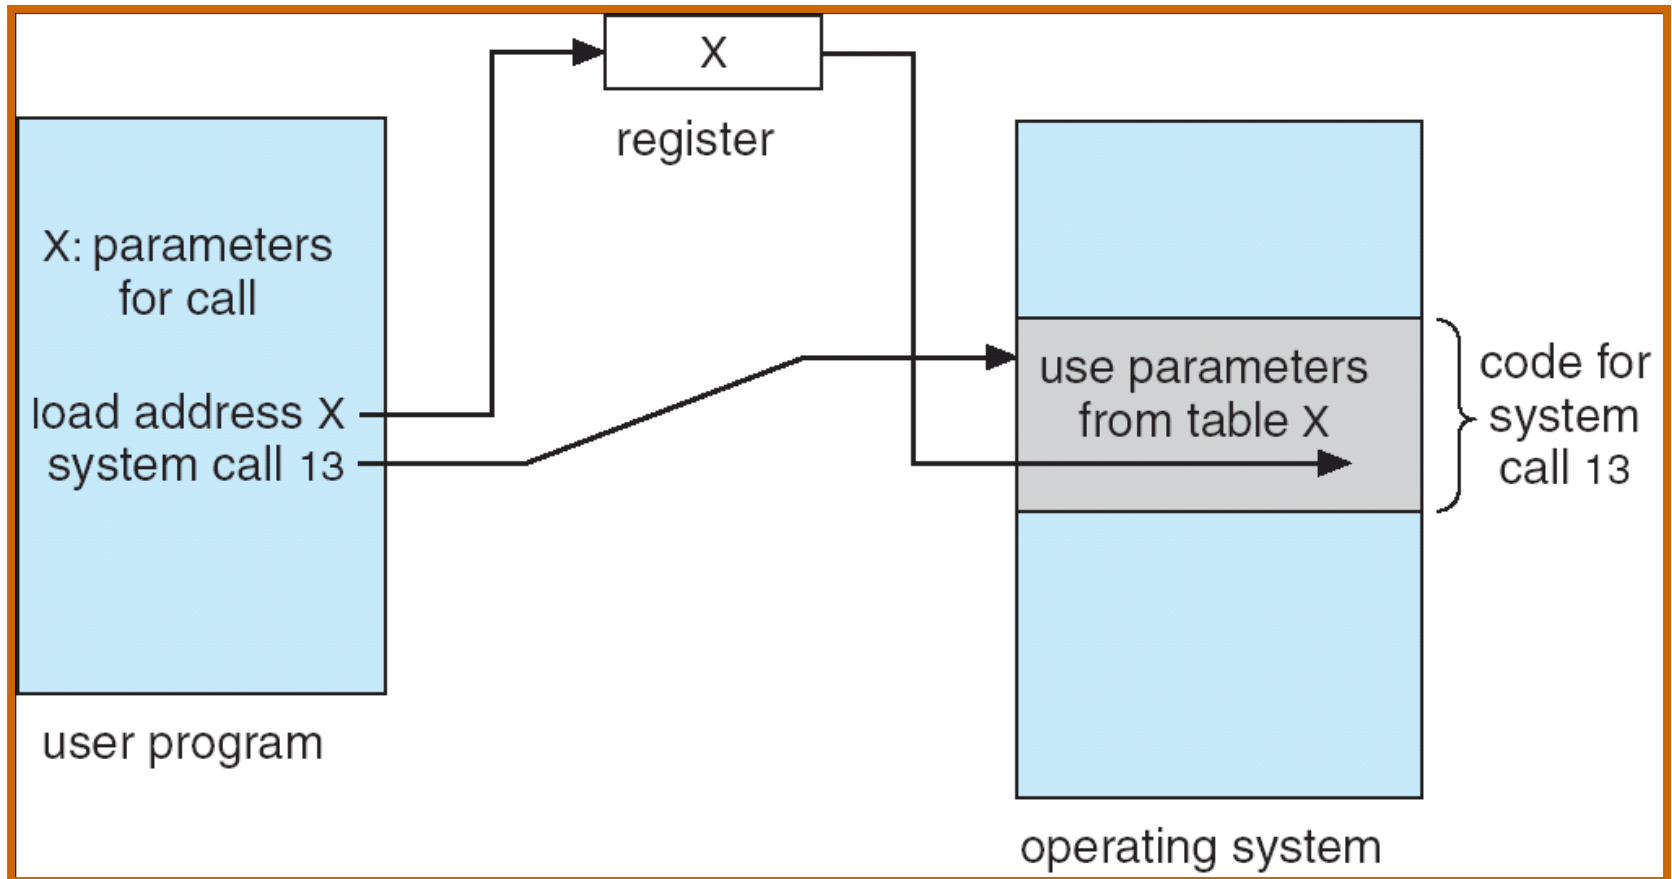 X
register
X: parameters
for call
load address X
system call 13
user program
use parameters
from table X
code for
system
call 13
operating system